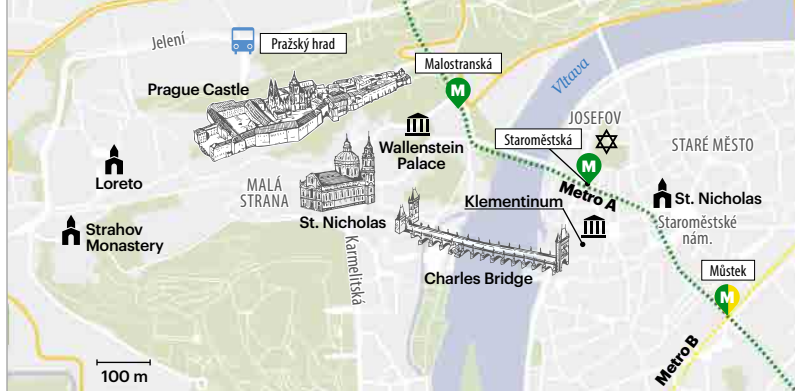 Jelení
Pražský hrad
Malostranská
M
Vltava
Prague Castle
JOSEFOV
Wallenstein
Palace
Staroměstská
M
STARÉ MĚSTO
Loreto
MALÁ
STRANA
St. Nicholas
Metro A
Klementinum
St. Nicholas
Staroměstské
nám.
Strahov
Monastery
Karmelitská
Charles Bridge
Můstek
M
Metro B
100 m